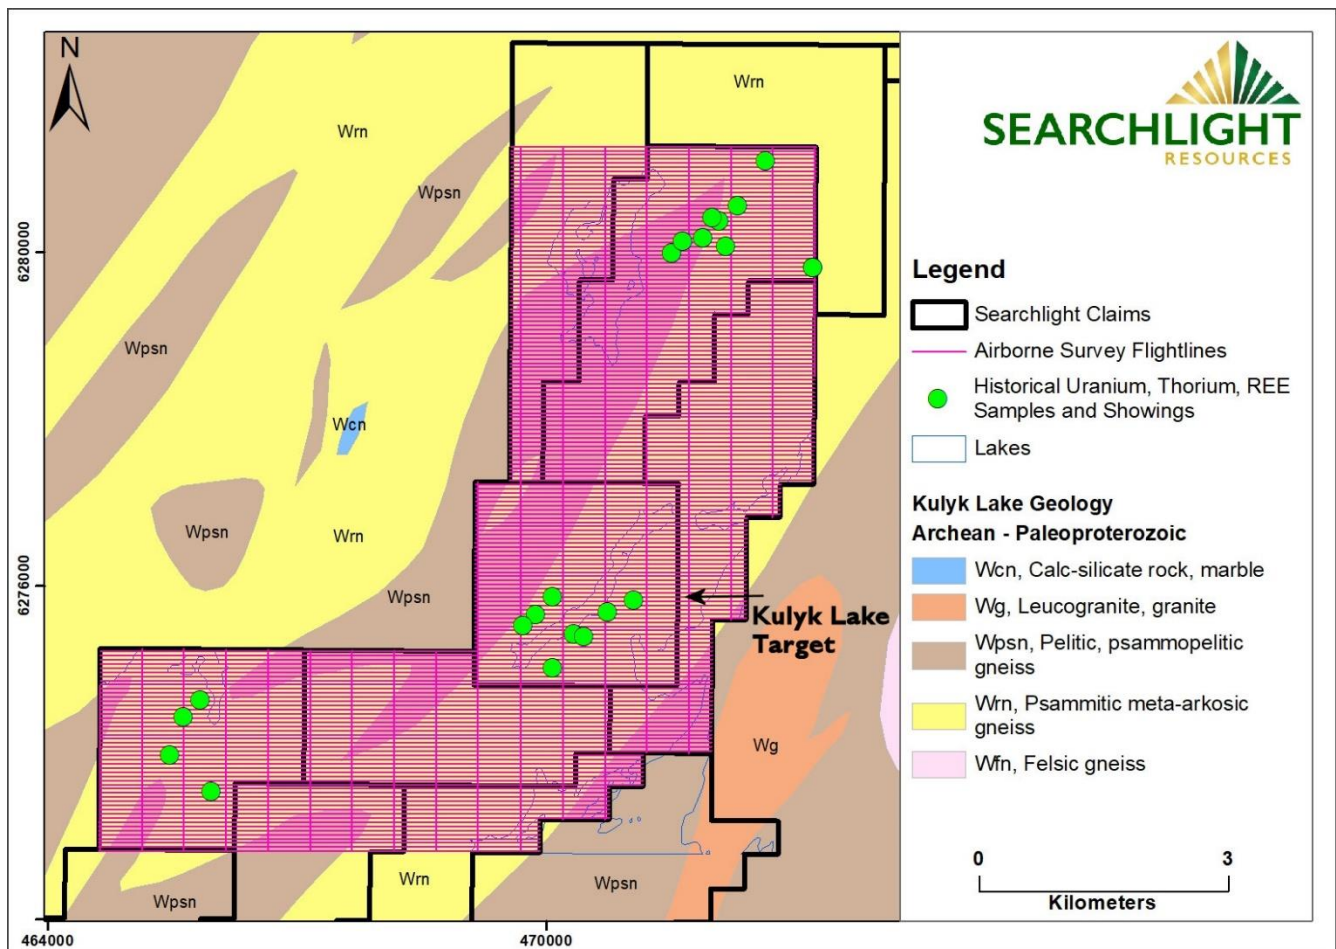 N
Wrn
Wrn
Wpsn
6280000
Wpsn
Wcn
Wpsn
Wrn
6276000
Wpsn
Kulyk Lake
Target
Wg
Wrn
Wpsn
Wpsn
464000
470000
SEARCHLIGHT
RESOURCES
Legend
Searchlight Claims
Airborne Survey Flightlines
Historical Uranium, Thorium, REE
Samples and Showings
Lakes
Kulyk Lake Geology
Archean - Paleoproterozoic
Wcn, Calc-silicate rock, marble
Wg, Leucogranite, granite
Wpsn, Pelitic, psammopelitic
gneiss
Wrn, Psammitic meta-arkosic
gneiss
Wfn, Felsic gneiss
0 3
Kilometers